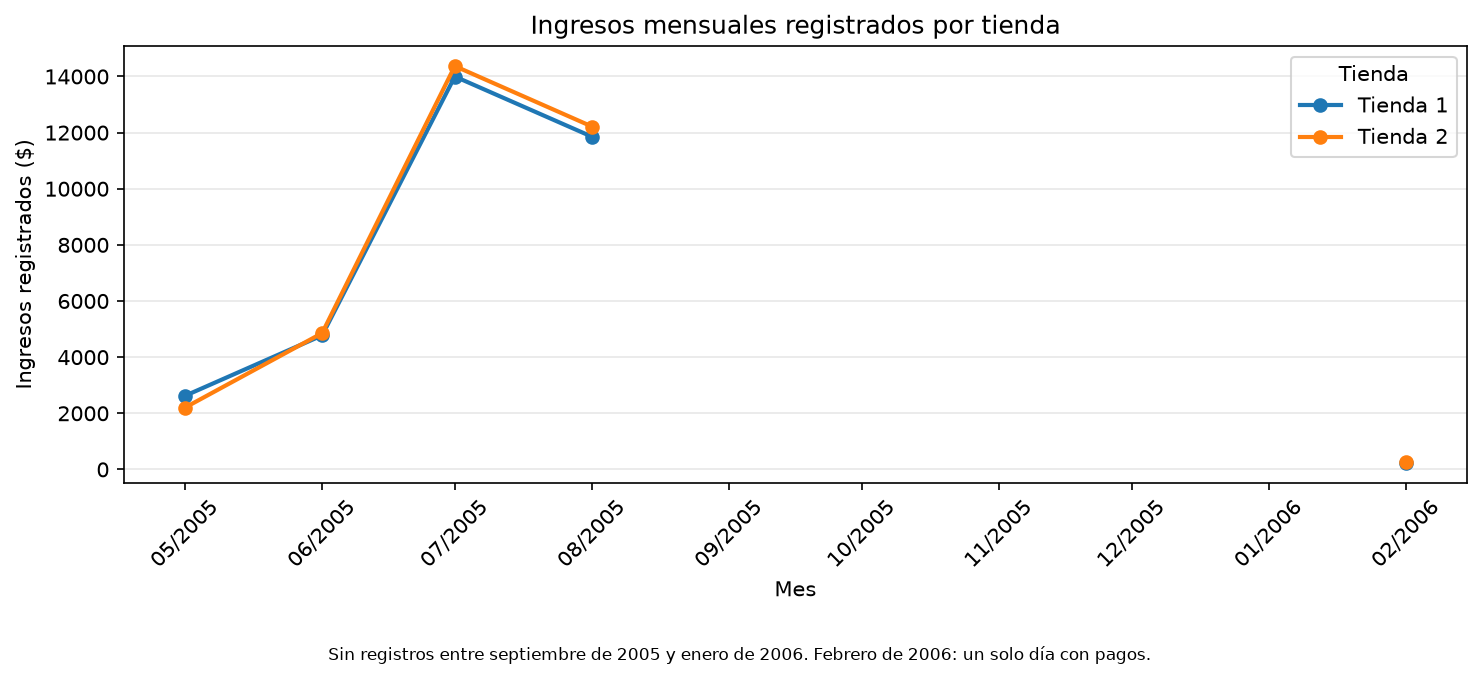 Ingresos mensuales registrados por tienda
Ingresos registrados ($)
14000
12000
10000
8000
6000
4000
2000
0
Tienda
Tienda 1
Tienda 2
05/2005
06/2005
07/2005
08/2005
09/2005
10/2005
11/2005
12/2005
01/2006
02/2006
Mes
Sin registros entre septiembre de 2005 y enero de 2006. Febrero de 2006: un solo día con pagos.